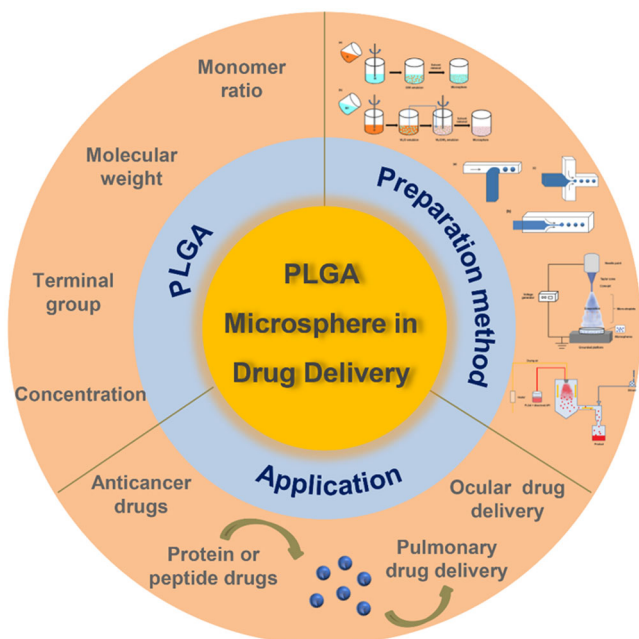 PLGA
Microsphere in
Drug Delivery
PLGA
Monomer
ratio
Molecular
weight
Terminal
group
Concentration
Preparation method
Application
Anticancer
drugs
Protein or
peptide drugs
Pulmonary
drug delivery
Ocular drug
delivery